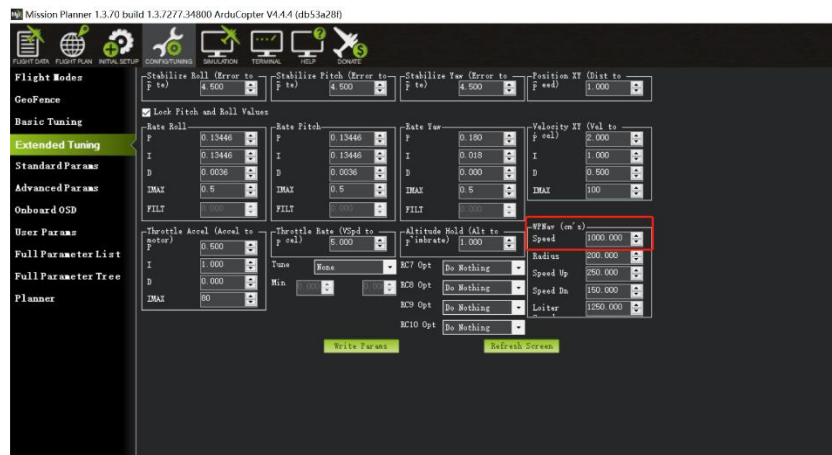 Mission Planner 1.3.70 build 1.3.7277.34800 ArduCopter V4.4.4 (db53a28f)
FLIGHT DATA FLIGHT PLAN INITIAL SETUP CONFIG/TUNING SIMULATION TERMINAL HELP DONATE
Flight Modes
GeoFence
Basic Tuning
Extended Tuning
Standard Params
Advanced Params
Onboard OSD
User Params
Full Parameter List
Full Parameter Tree
Planner
Stabilize Roll (Error to
P te) 4.500
Stabilize Pitch (Error to
P te) 4.500
Stabilize Yaw (Error to
P te) 4.500
Position XY (Dist to
P eed) 1.000
Lock Pitch and Roll Values
Rate Roll
P 0.13446
I 0.13446
D 0.0036
IMAX 0.5
FILT 0.000
Rate Pitch
P 0.13446
I 0.13446
D 0.0036
IMAX 0.5
FILT 0.000
Rate Yaw
P 0.180
I 0.018
D 0.000
IMAX 0.5
FILT 0.000
Velocity XY (Vel to
P cel) 2.000
I 1.000
D 0.500
IMAX 100
Throttle Accel (Accel to
motor)
P 0.500
I 1.000
D 0.000
IMAX 80
Throttle Rate (VSpd to
P cel) 5.000
Tune None
Min 0.000 0.000
Altitude Hold (Alt to
P imbrate) 1.000
RC7 Opt Do Nothing
RC8 Opt Do Nothing
RC9 Opt Do Nothing
RC10 Opt Do Nothing
WPNav (cm's)
Speed 1000.000
Radius 200.000
Speed Up 250.000
Speed Dn 150.000
Loiter 1250.000
Write Params
Refresh Screen